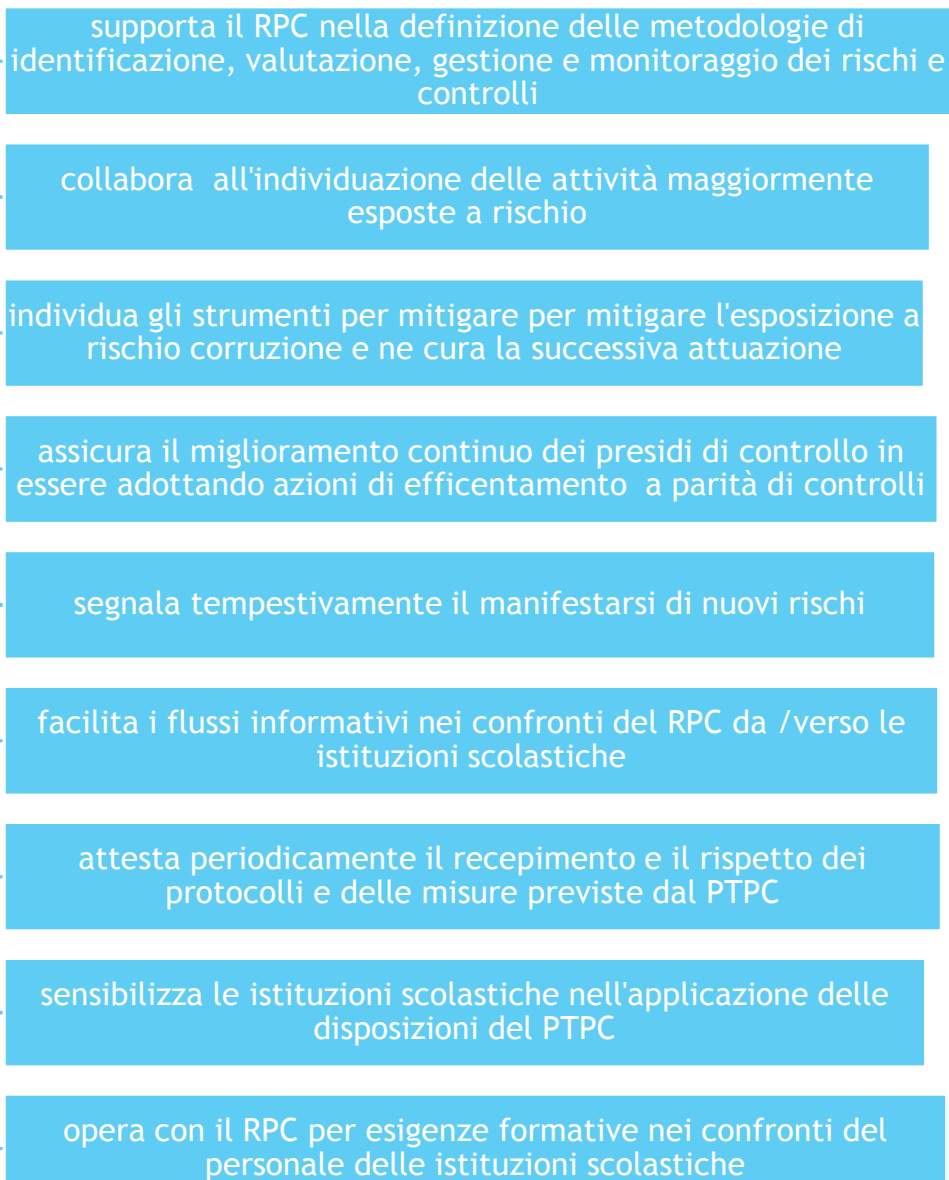 supporta il RPC nella definizione delle metodologie di
identificazione, valutazione, gestione e monitoraggio dei rischi e
controlli
collabora  all'individuazione delle attività maggiormente
esposte a rischio
individua gli strumenti per mitigare per mitigare l'esposizione a
rischio corruzione e ne cura la successiva attuazione
assicura il miglioramento continuo dei presidi di controllo in
essere adottando azioni di efficentamento  a parità di controlli
segnala tempestivamente il manifestarsi di nuovi rischi
facilita i flussi informativi nei confronti del RPC da /verso le
istituzioni scolastiche
attesta periodicamente il recepimento e il rispetto dei
protocolli e delle misure previste dal PTPC
sensibilizza le istituzioni scolastiche nell'applicazione delle
disposizioni del PTPC
opera con il RPC per esigenze formative nei confronti del
personale delle istituzioni scolastiche